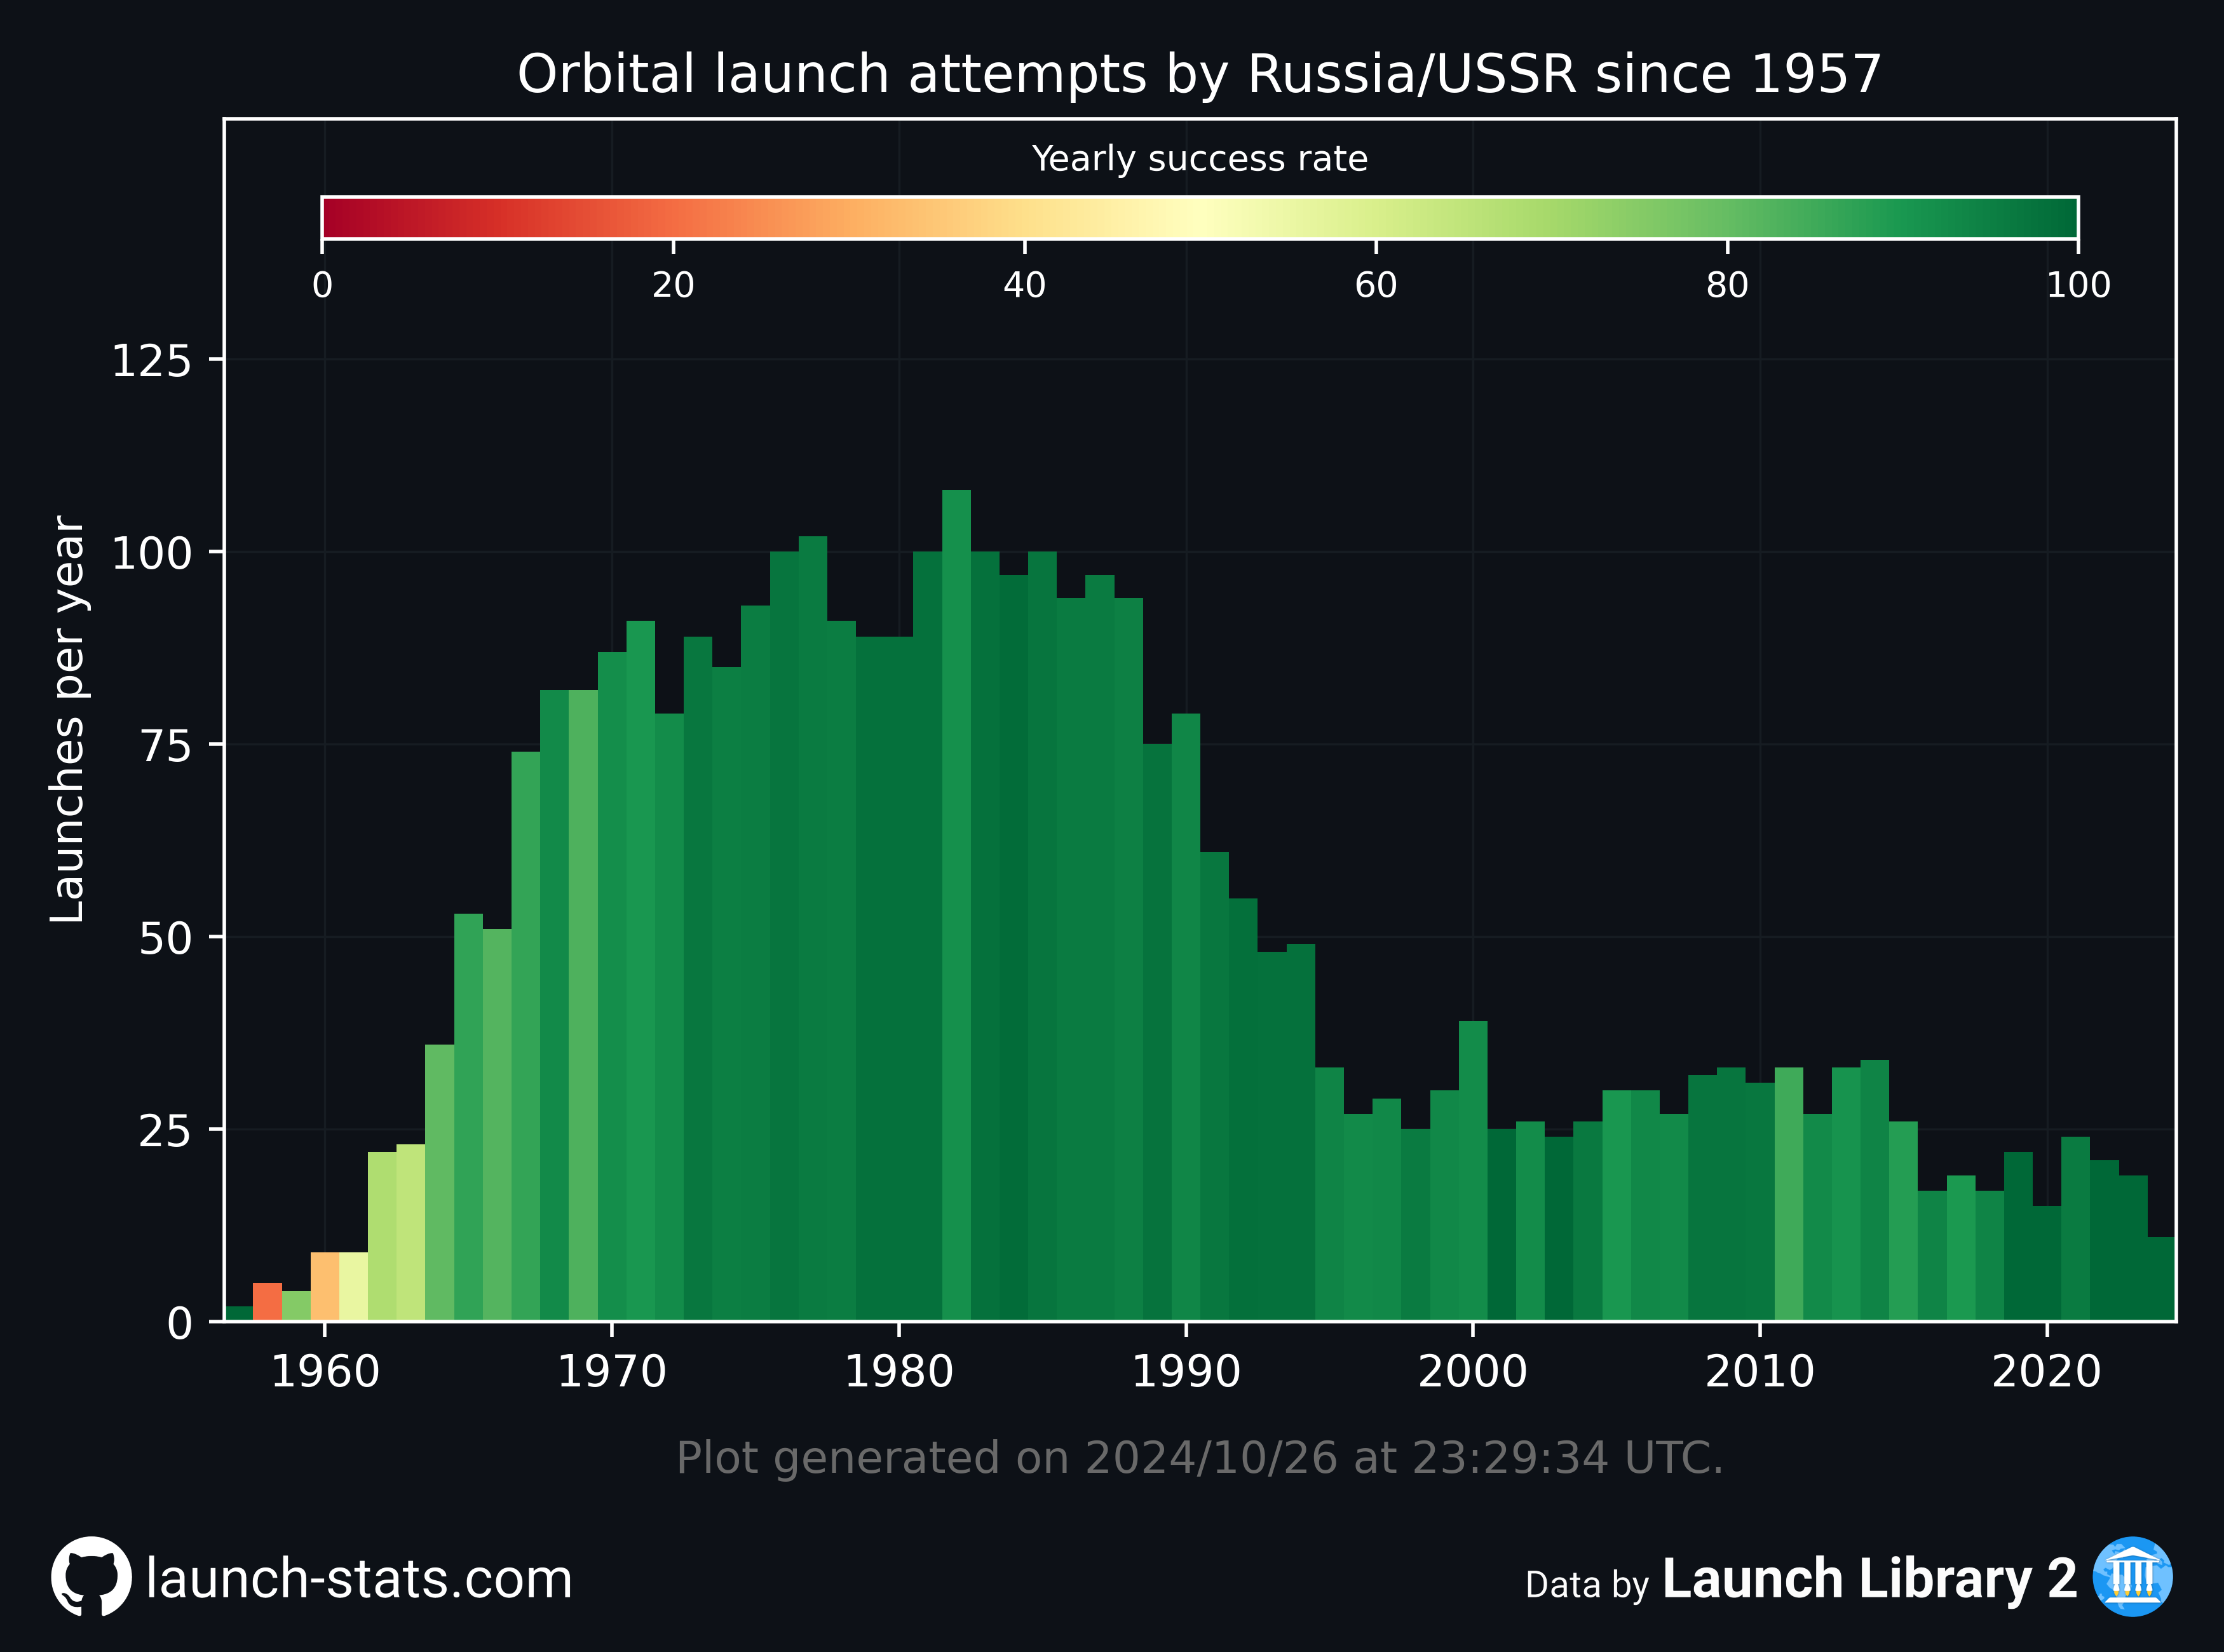 Orbital launch attempts by Russia/USSR since 1957
Yearly success rate
0 20 40 60 80 100
Launches per year
125
100
75
50
25
0
1960 1970 1980 1990 2000 2010 2020
Plot generated on 2024/10/26 at 23:29:34 UTC.
launch-stats.com
Data by Launch Library 2